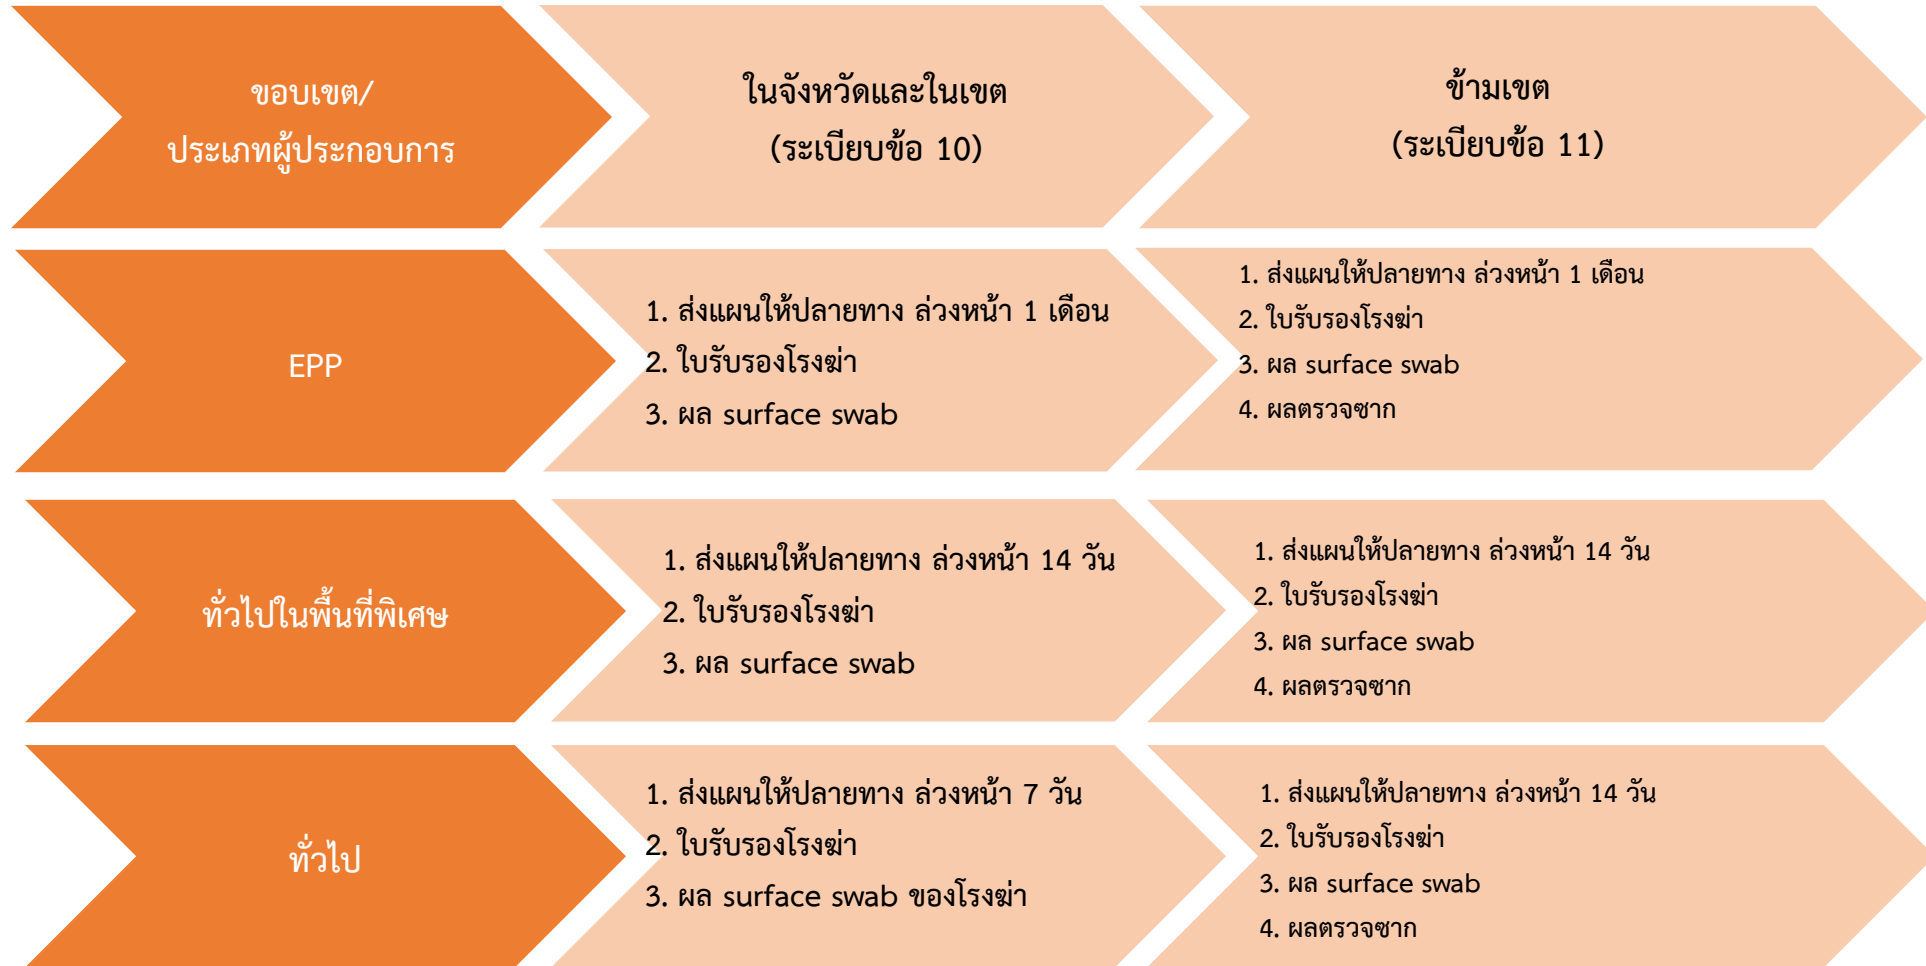 ขอบเขต/
ประเภทผู้ประกอบการ
ในจังหวัดและในเขต
(ระเบียบข้อ 10)
ข้ามเขต
(ระเบียบข้อ 11)
EPP
1. ส่งแผนให้ปลายทาง ล่วงหน้า 1 เดือน
2. ใบรับรองโรงฆ่า
3. ผล surface swab
1. ส่งแผนให้ปลายทาง ล่วงหน้า 1 เดือน
2. ใบรับรองโรงฆ่า
3. ผล surface swab
4. ผลตรวจซาก
ทั่วไปในพื้นที่พิเศษ
1. ส่งแผนให้ปลายทาง ล่วงหน้า 14 วัน
2. ใบรับรองโรงฆ่า
3. ผล surface swab
1. ส่งแผนให้ปลายทาง ล่วงหน้า 14 วัน
2. ใบรับรองโรงฆ่า
3. ผล surface swab
4. ผลตรวจซาก
ทั่วไป
1. ส่งแผนให้ปลายทาง ล่วงหน้า 7 วัน
2. ใบรับรองโรงฆ่า
3. ผล surface swab ของโรงฆ่า
1. ส่งแผนให้ปลายทาง ล่วงหน้า 14 วัน
2. ใบรับรองโรงฆ่า
3. ผล surface swab
4. ผลตรวจซาก